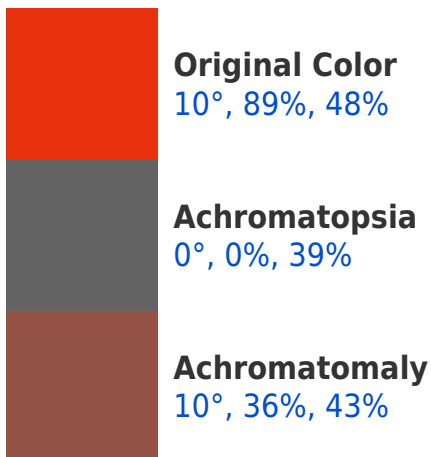 Original Color
10°, 89%, 48%
Achromatopsia
0°, 0%, 39%
Achromatomaly
10°, 36%, 43%